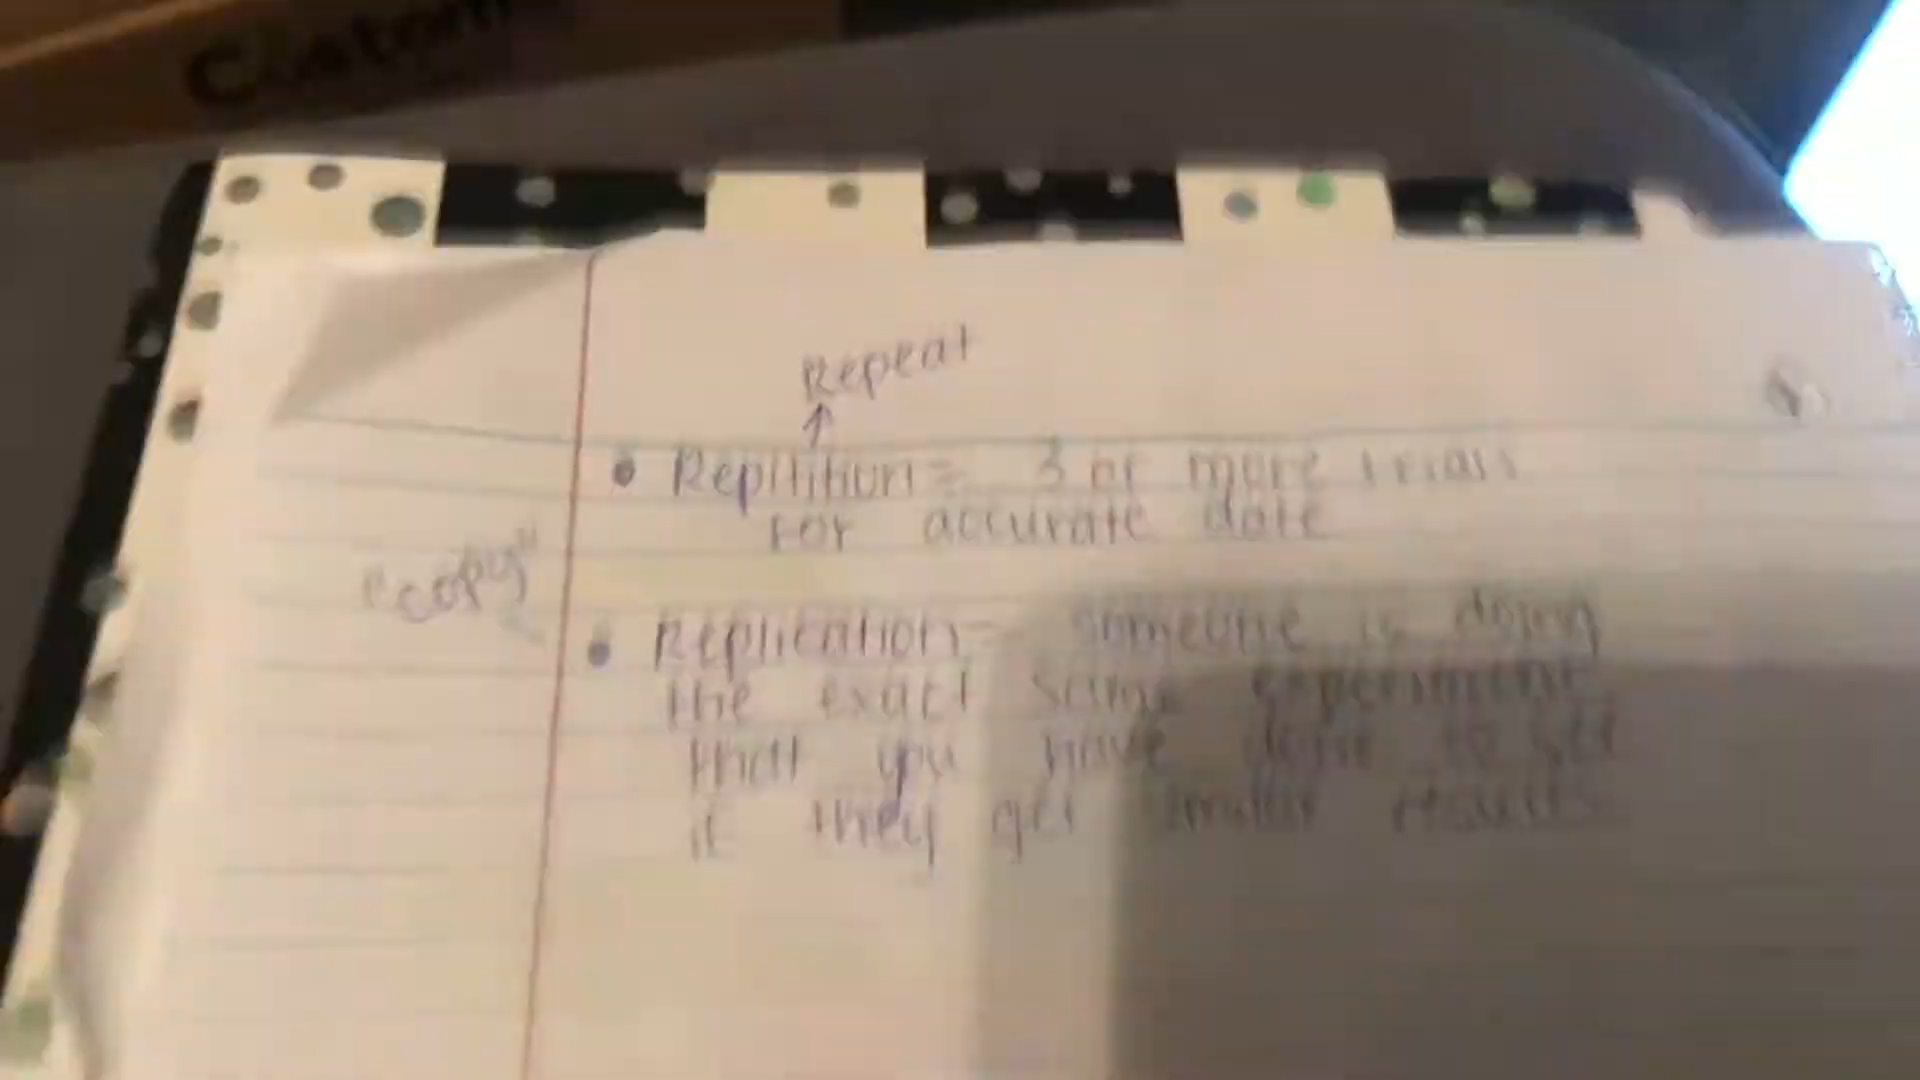 Custom
Repeat
↑
• Repitition = 3 or more trials
for accurate date
"copy"
• Replication = someone is doing
the exact same experiment
that you have done to see
if they get similar results